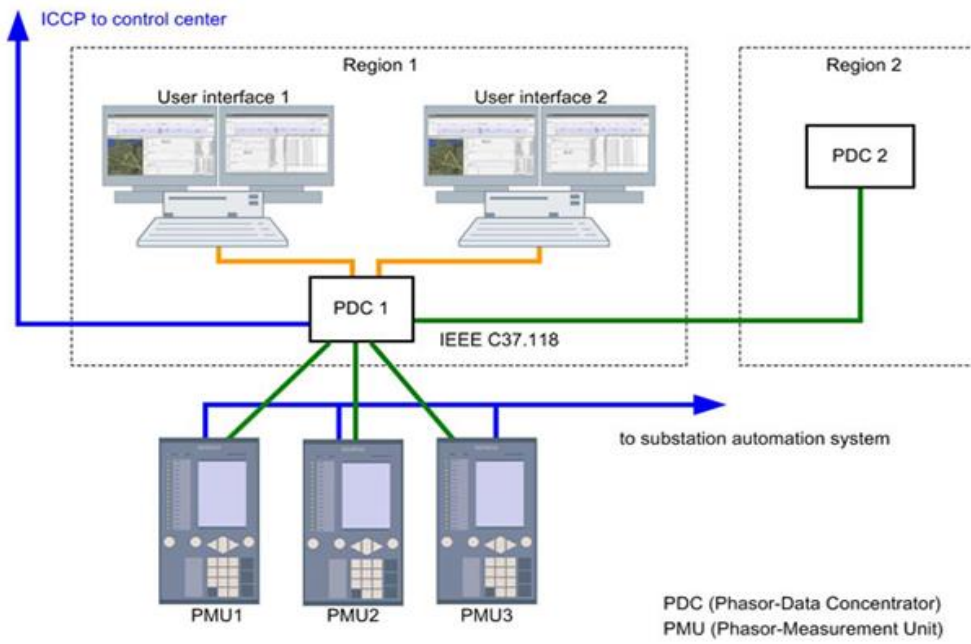 ICCP to control center
Region 1
Region 2
User interface 1
User interface 2
PDC 2
PDC 1
IEEE C37.118
to substation automation system
PMU1
PMU2
PMU3
PDC (Phasor-Data Concentrator)
PMU (Phasor-Measurement Unit)